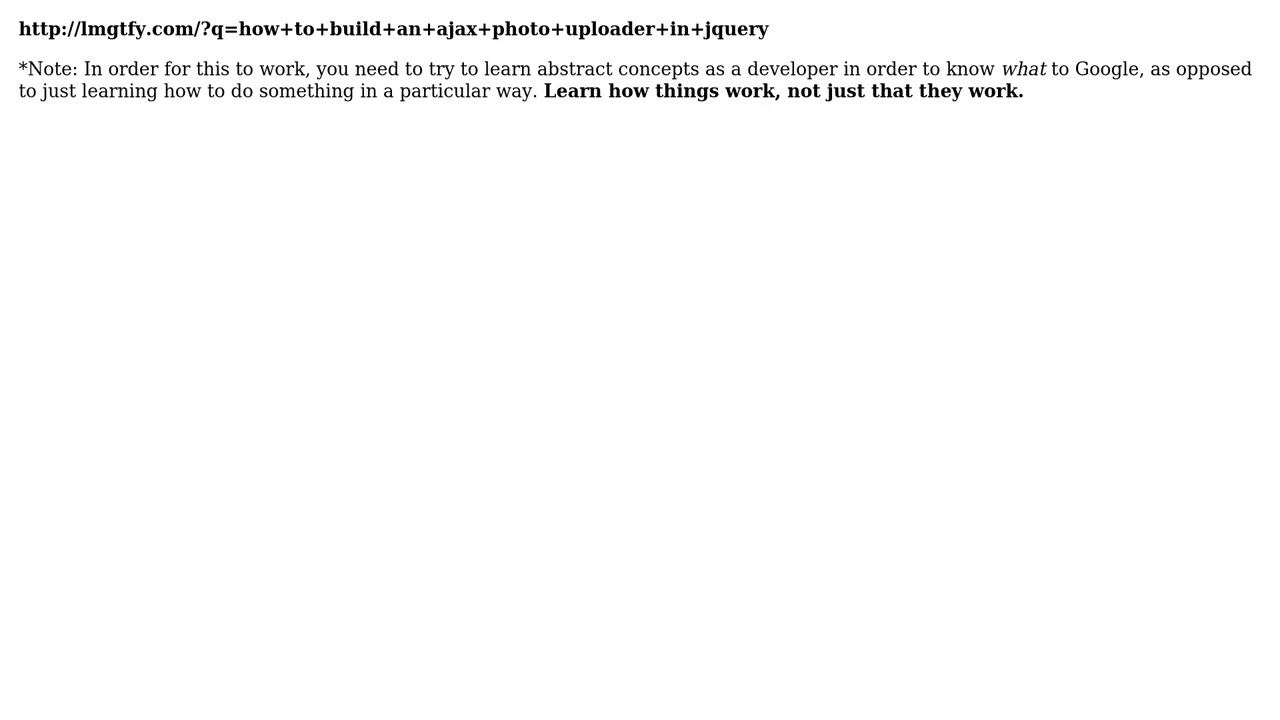 http://lmgtfy.com/?q=how+to+build+an+ajax+photo+uploader+in+jquery
*Note: In order for this to work, you need to try to learn abstract concepts as a developer in order to know what to Google, as opposed
to just learning how to do something in a particular way. Learn how things work, not just that they work.